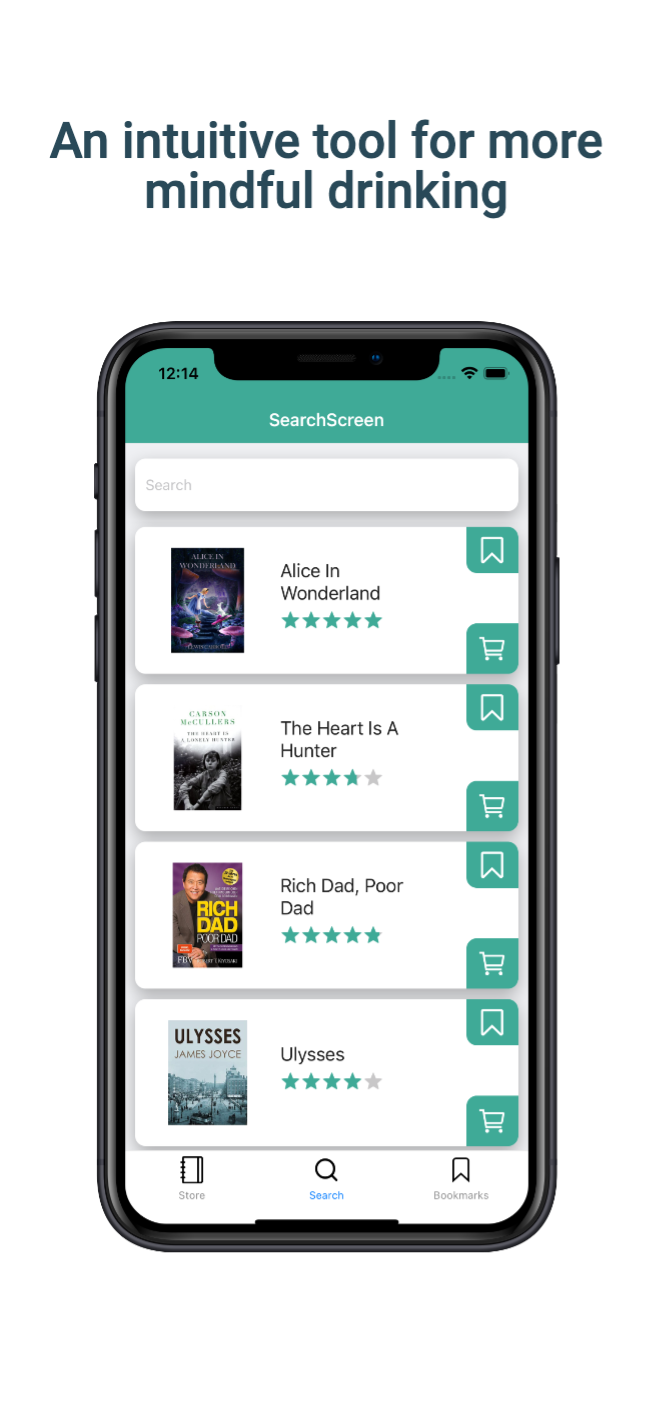 An intuitive tool for more
mindful drinking
12:14
SearchScreen
Search
ALICE IN
WONDERLAND
Alice In
Wonderland
CARSON
McCULLERS
THE HEART IS
A LONELY HUNTER
The Heart Is A
Hunter
RICH
DAD
POOR DAD
Rich Dad, Poor
Dad
ULYSSES
JAMES JOYCE
Ulysses
Store
Search
Bookmarks